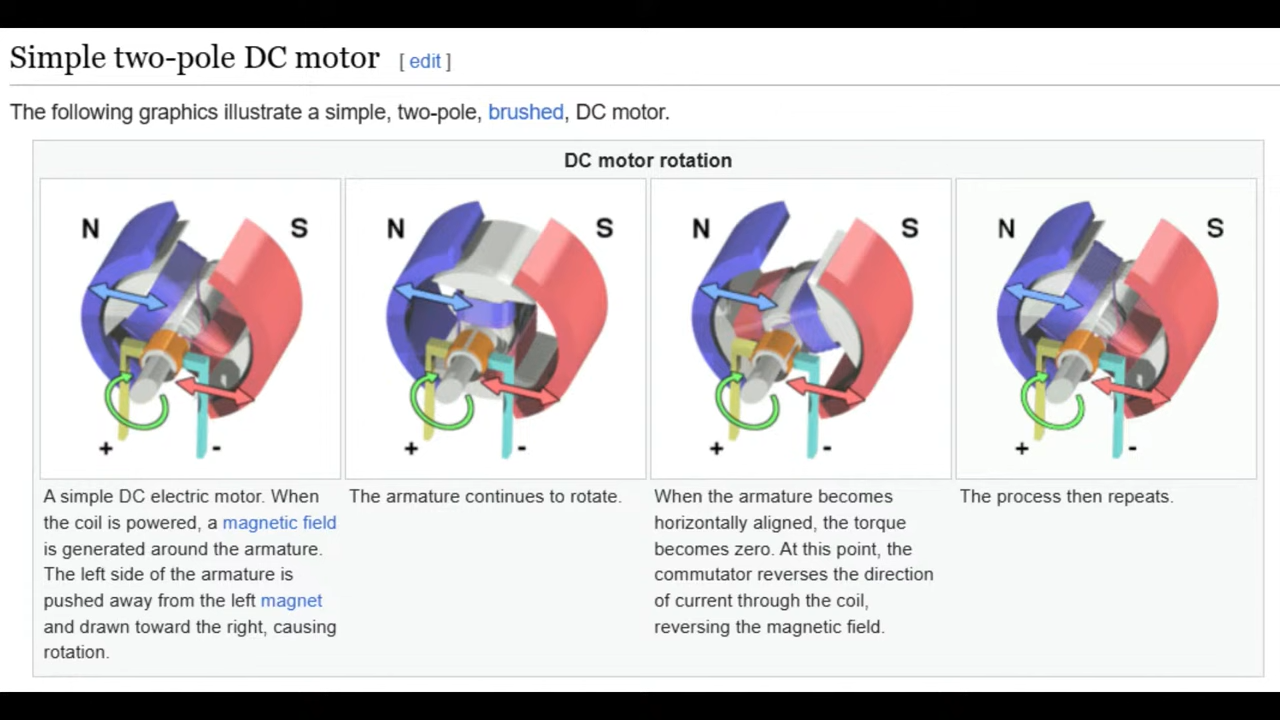 Simple two-pole DC motor [ edit ]
The following graphics illustrate a simple, two-pole, brushed, DC motor.
DC motor rotation
N S
+ -
N S
+ -
N S
+ -
N S
+ -
A simple DC electric motor. When
the coil is powered, a magnetic field
is generated around the armature.
The left side of the armature is
pushed away from the left magnet
and drawn toward the right, causing
rotation.
The armature continues to rotate.
When the armature becomes
horizontally aligned, the torque
becomes zero. At this point, the
commutator reverses the direction
of current through the coil,
reversing the magnetic field.
The process then repeats.